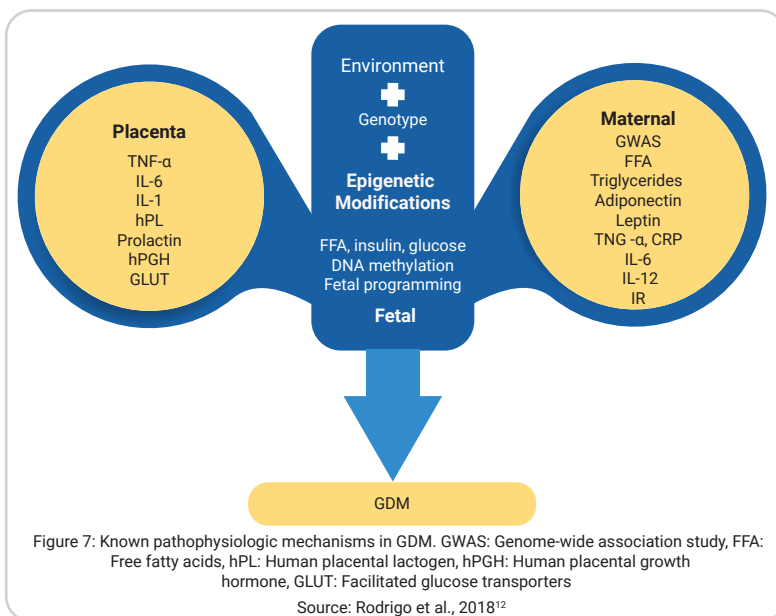 Placenta
TNF-α
IL-6
IL-1
hPL
Prolactin
hPGH
GLUT
Environment
Genotype
Epigenetic
Modifications
FFA, insulin, glucose
DNA methylation
Fetal programming
Fetal
Maternal
GWAS
FFA
Triglycerides
Adiponectin
Leptin
TNG -α, CRP
IL-6
IL-12
IR
GDM
Figure 7: Known pathophysiologic mechanisms in GDM. GWAS: Genome-wide association study, FFA:
Free fatty acids, hPL: Human placental lactogen, hPGH: Human placental growth
hormone, GLUT: Facilitated glucose transporters
Source: Rodrigo et al., 2018¹²